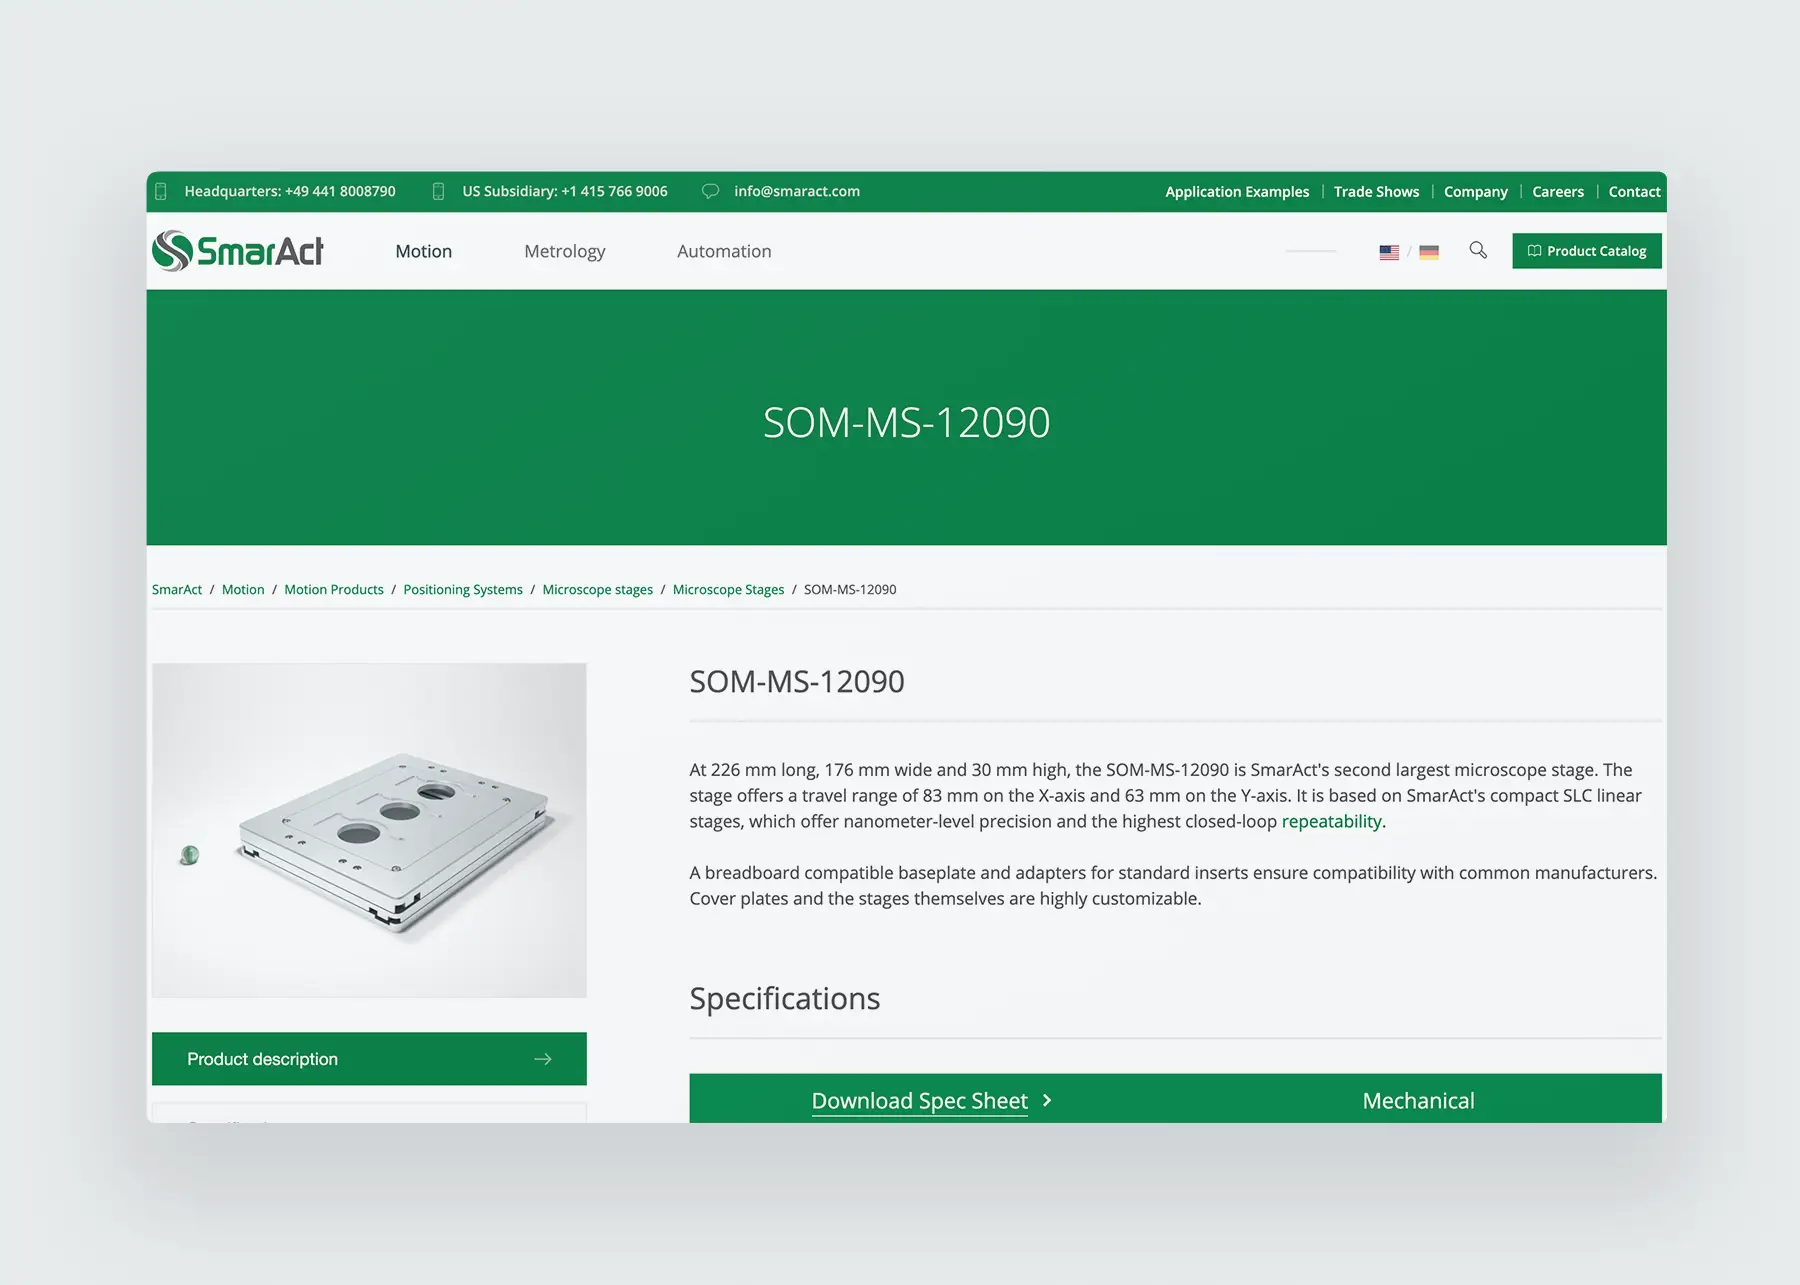 Headquarters: +49 441 8008790
US Subsidiary: +1 415 766 9006
info@smaract.com
Application Examples | Trade Shows | Company | Careers | Contact
SmarAct
Motion
Metrology
Automation
/
Product Catalog
SOM-MS-12090
SmarAct / Motion / Motion Products / Positioning Systems / Microscope stages / Microscope Stages / SOM-MS-12090
SOM-MS-12090
At 226 mm long, 176 mm wide and 30 mm high, the SOM-MS-12090 is SmarAct's second largest microscope stage. The
stage offers a travel range of 83 mm on the X-axis and 63 mm on the Y-axis. It is based on SmarAct's compact SLC linear
stages, which offer nanometer-level precision and the highest closed-loop repeatability.
A breadboard compatible baseplate and adapters for standard inserts ensure compatibility with common manufacturers.
Cover plates and the stages themselves are highly customizable.
Specifications
Product description
Download Spec Sheet
Mechanical